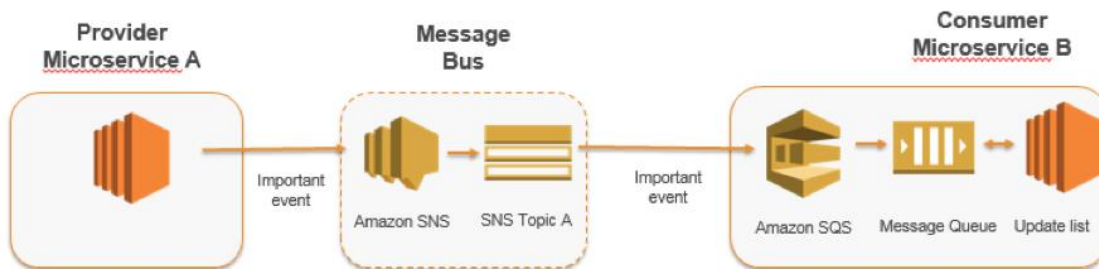 Provider
Microservice A
Message
Bus
Consumer
Microservice B
Important
event
Amazon SNS
SNS Topic A
Important
event
Amazon SQS
Message Queue
Update list